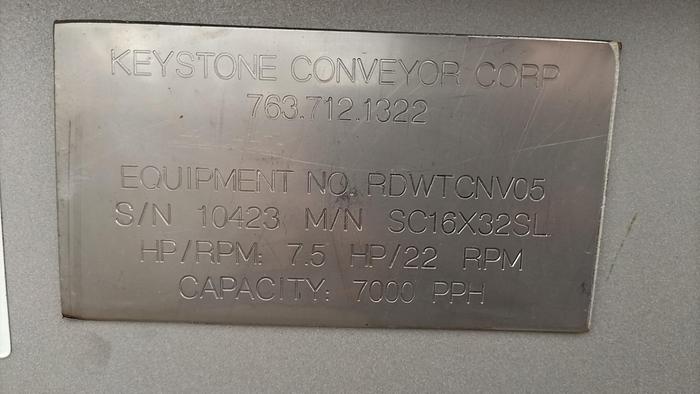 KEYSTONE CONVEYOR CORP
763.712.1322
EQUIPMENT NO. RDWTCNV05
S/N 10423 M/N SC16X32SL
HP/RPM: 7.5 HP/22 RPM
CAPACITY: 7000 PPH